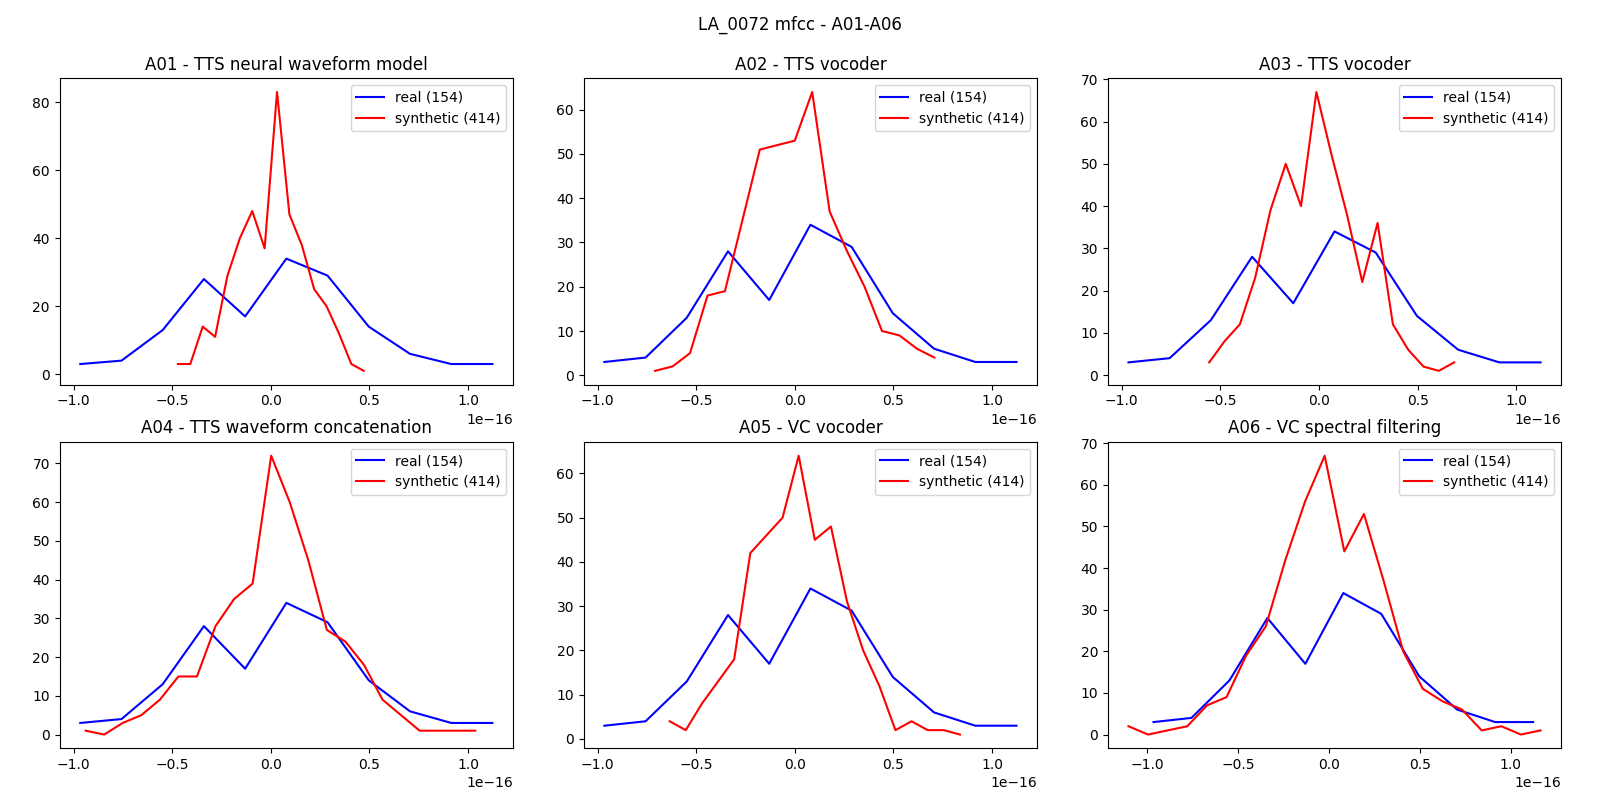 LA_0072 mfcc - A01-A06
A01 - TTS neural waveform model
real (154)
synthetic (414)
80
60
40
20
0
−1.0 −0.5 0.0 0.5 1.0
1e−16
A02 - TTS vocoder
real (154)
synthetic (414)
60
50
40
30
20
10
0
−1.0 −0.5 0.0 0.5 1.0
1e−16
A03 - TTS vocoder
real (154)
synthetic (414)
70
60
50
40
30
20
10
0
−1.0 −0.5 0.0 0.5 1.0
1e−16
A04 - TTS waveform concatenation
real (154)
synthetic (414)
70
60
50
40
30
20
10
0
−1.0 −0.5 0.0 0.5 1.0
1e−16
A05 - VC vocoder
real (154)
synthetic (414)
60
50
40
30
20
10
0
−1.0 −0.5 0.0 0.5 1.0
1e−16
A06 - VC spectral filtering
real (154)
synthetic (414)
70
60
50
40
30
20
10
0
−1.0 −0.5 0.0 0.5 1.0
1e−16